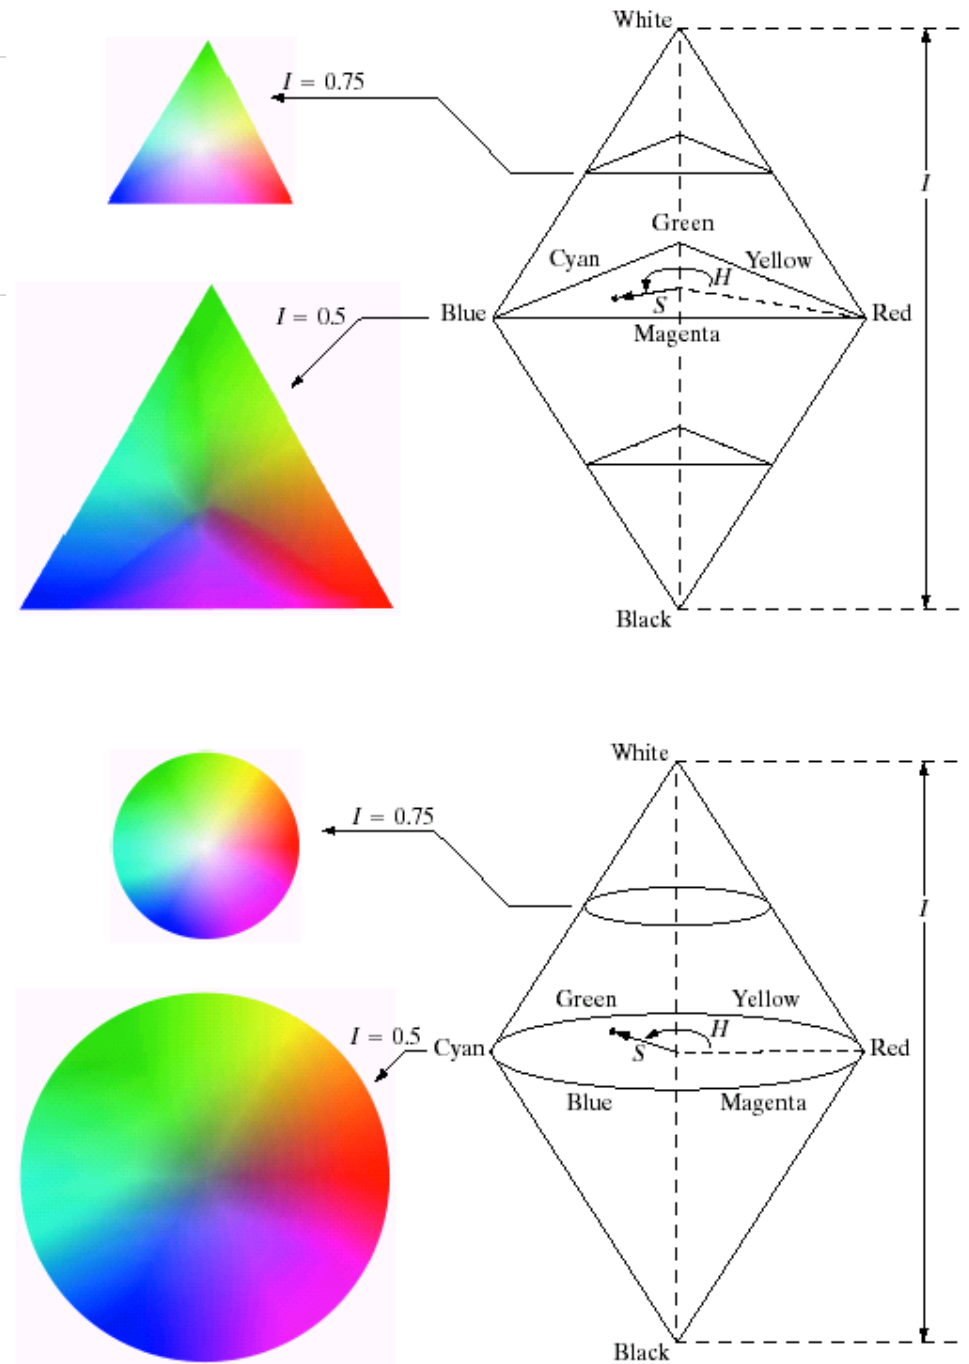 White
I = 0.75
I
Green
Cyan
H
Yellow
S
I = 0.5
Blue
Red
Magenta
Black
White
I = 0.75
I
Green
Yellow
H
I = 0.5
Cyan
S
Red
Blue
Magenta
Black